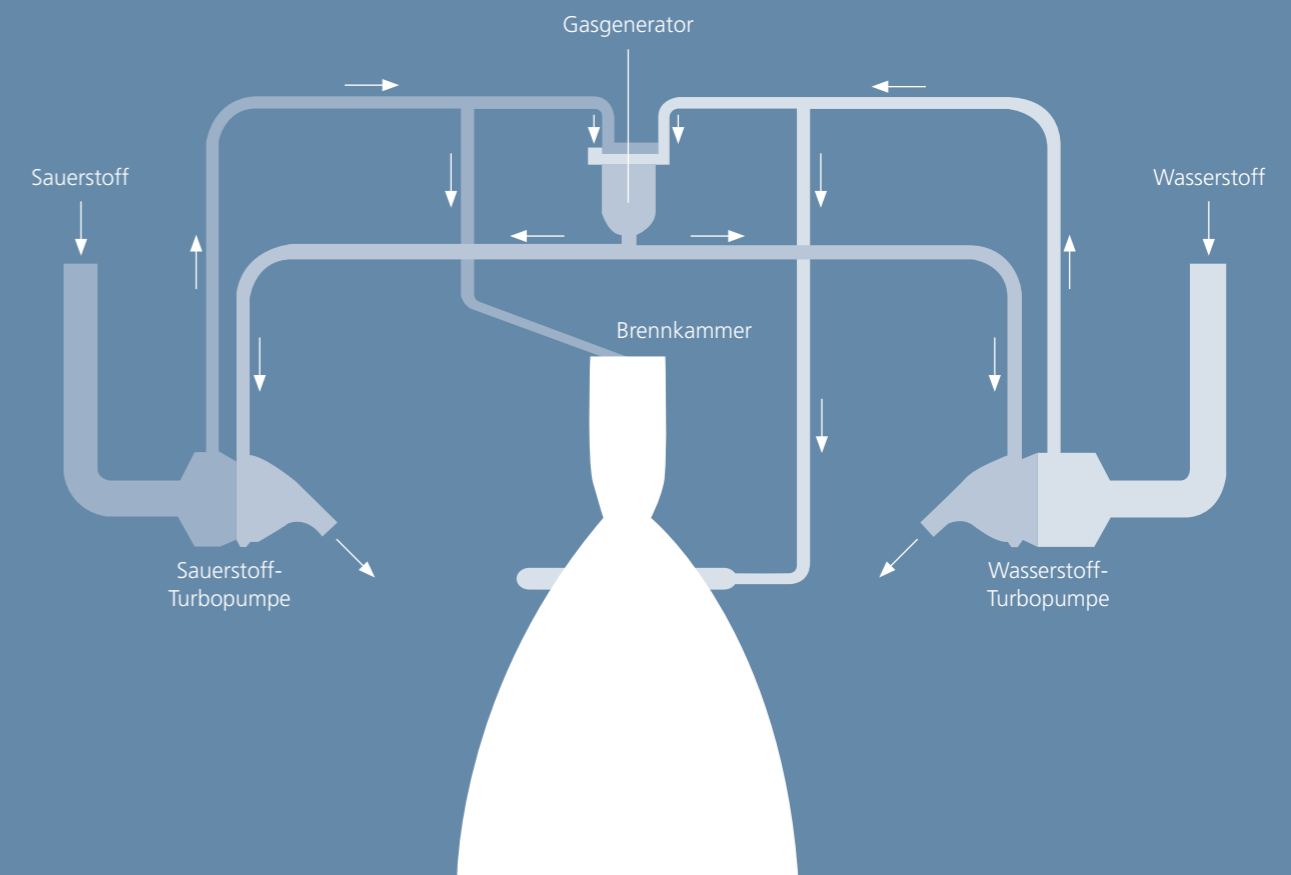 Gasgenerator
Sauerstoff
Wasserstoff
Brennkammer
Sauerstoff-
Turbopumpe
Wasserstoff-
Turbopumpe